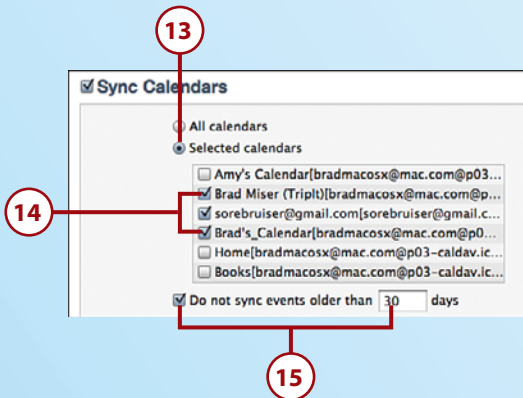 13
Sync Calendars
All calendars
Selected calendars
Amy's Calendar[bradmacosx@mac.com@p03...
14
Brad Miser (TripIt)[bradmacosx@mac.com@p...
sorebruiser@gmail.com[sorebruiser@gmail.c...
Brad's_Calendar[bradmacosx@mac.com@p0...
Home[bradmacosx@mac.com@p03-caldav.ic...
Books[bradmacosx@mac.com@p03-caldav.ic...
Do not sync events older than 30 days
15